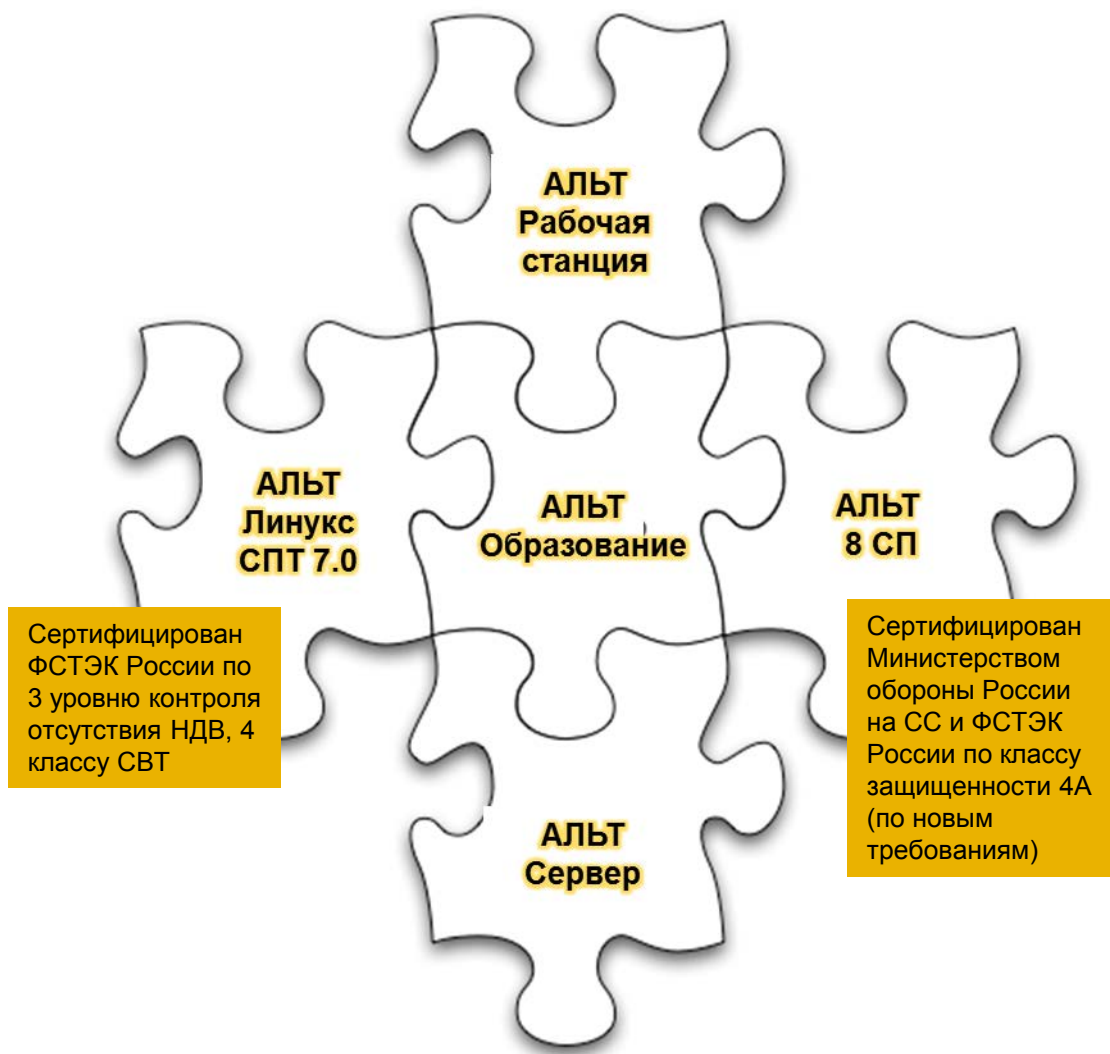 АЛЬТ
Рабочая
станция
АЛЬТ
Линукс
СПТ 7.0
АЛЬТ
Образование
АЛЬТ
8 СП
Сертифицирован
ФСТЭК России по
3 уровню контроля
отсутствия НДВ, 4
классу СВТ
Сертифицирован
Министерством
обороны России
на СС и ФСТЭК
России по классу
защищенности 4А
(по новым
требованиям)
АЛЬТ
Сервер